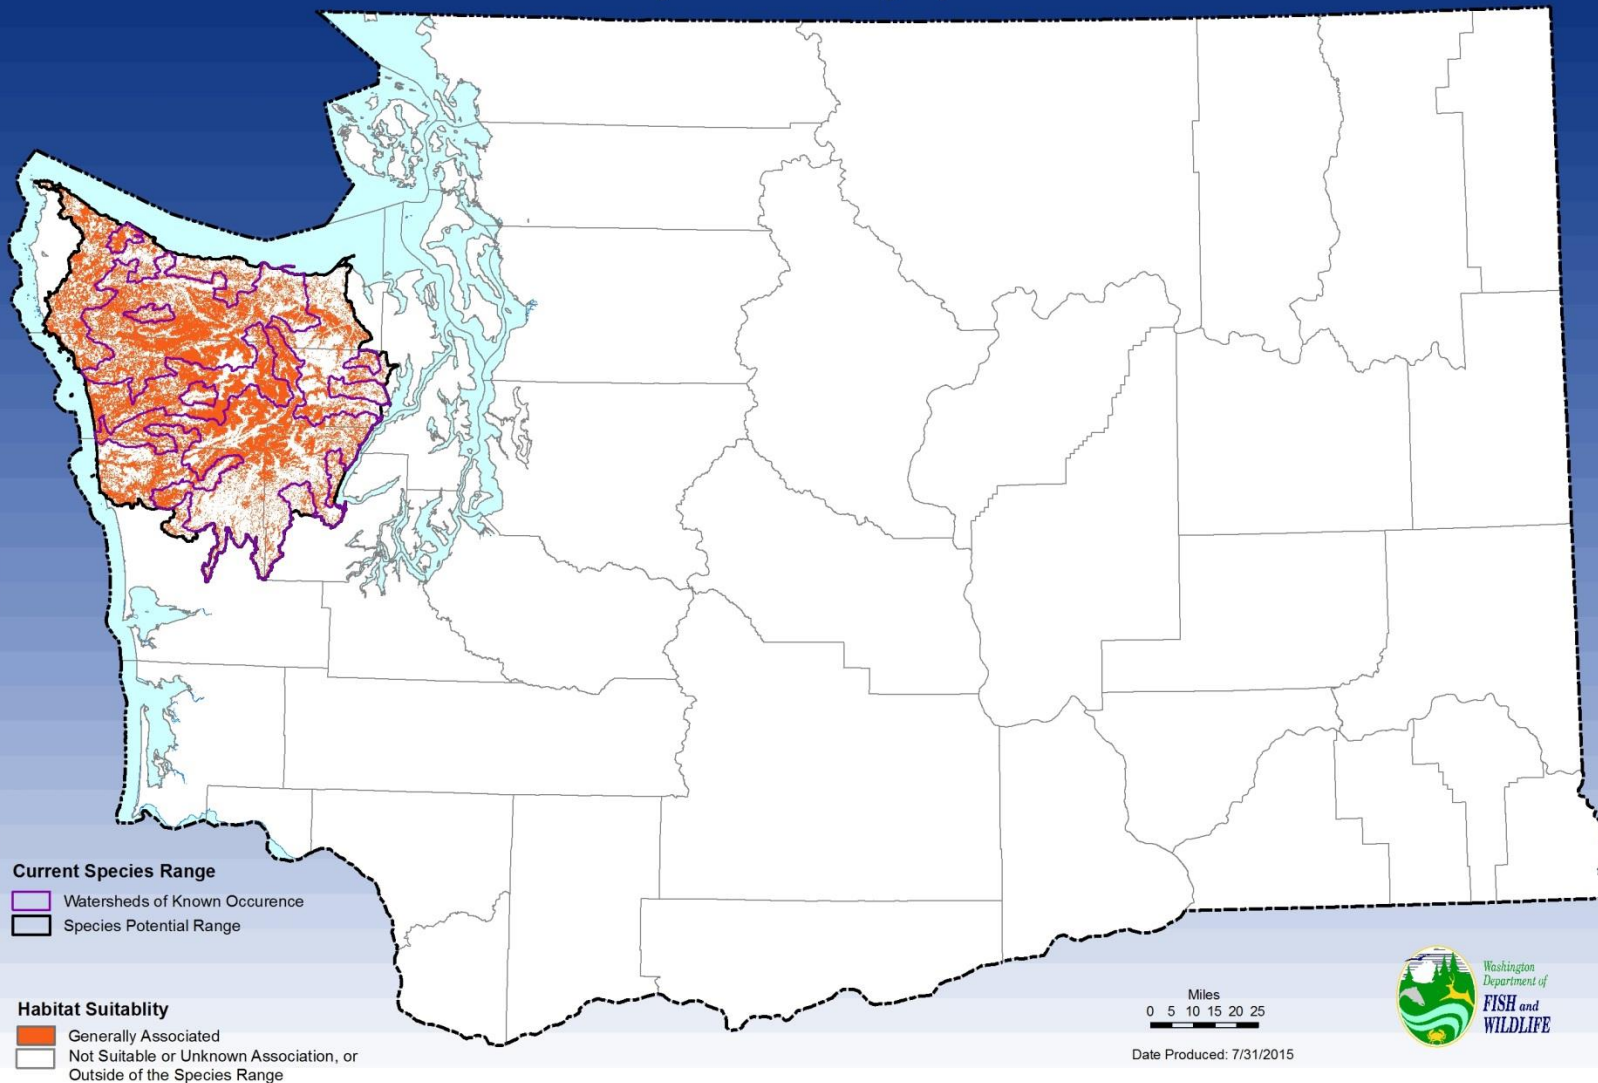 Current Species Range
Watersheds of Known Occurence
Species Potential Range
Habitat Suitablity
Generally Associated
Not Suitable or Unknown Association, or
Outside of the Species Range
Miles
0 5 10 15 20 25
Date Produced: 7/31/2015
Washington
Department of
FISH and
WILDLIFE